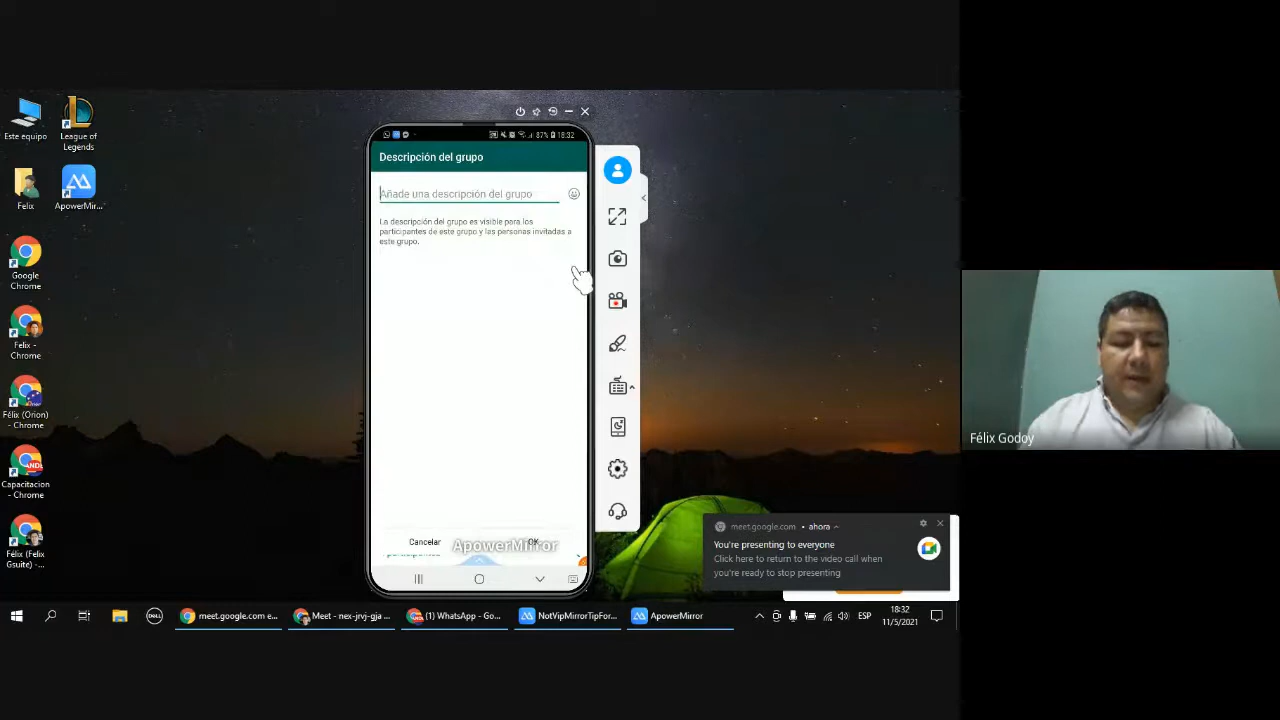 Este equipo
League of
Legends
Felix
ApowerMir...
Google
Chrome
Felix -
Chrome
Félix (Orion)
- Chrome
Capacitacion
- Chrome
Félix (Felix
Gsuite) -...
87% 18:32
Descripción del grupo
Añade una descripción del grupo
La descripción del grupo es visible para los
participantes de este grupo y las personas invitadas a
este grupo.
Cancelar
OK
ApowerMirror
Félix Godoy
meet.google.com • ahora
You're presenting to everyone
Click here to return to the video call when
you're ready to stop presenting
meet.google.com e...
Meet - nex-jrvj-gja ...
(1) WhatsApp - Go...
NotVipMirrorTipFor...
ApowerMirror
ESP
18:32
11/5/2021